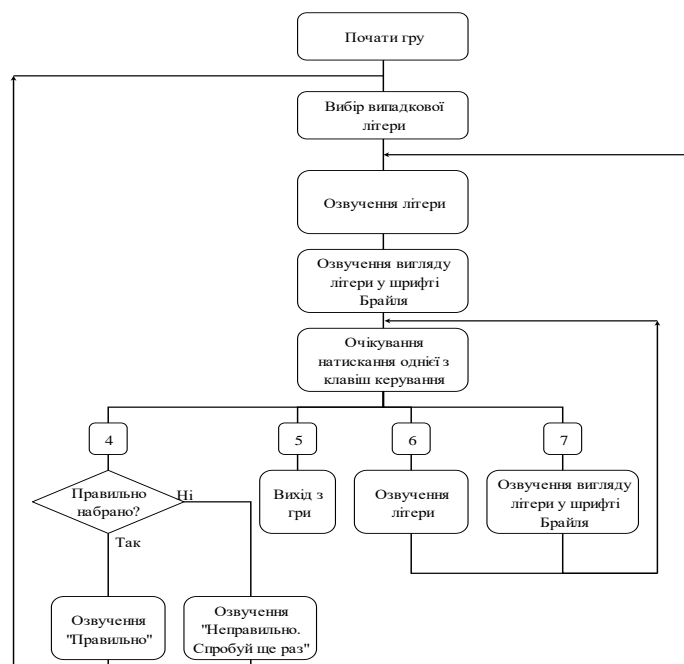 Почати гру
Вибір випадкової
літери
Озвучення літери
Озвучення вигляду
літери у шрифті
Брайля
Очікування
натискання однієї з
клавіш керування
4
5
6
7
Правильно
набрано?
Ні
Так
Вихід з
гри
Озвучення
літери
Озвучення вигляду
літери у шрифті
Брайля
Озвучення
"Правильно"
Озвучення
"Неправильно.
Спробуй ще раз"